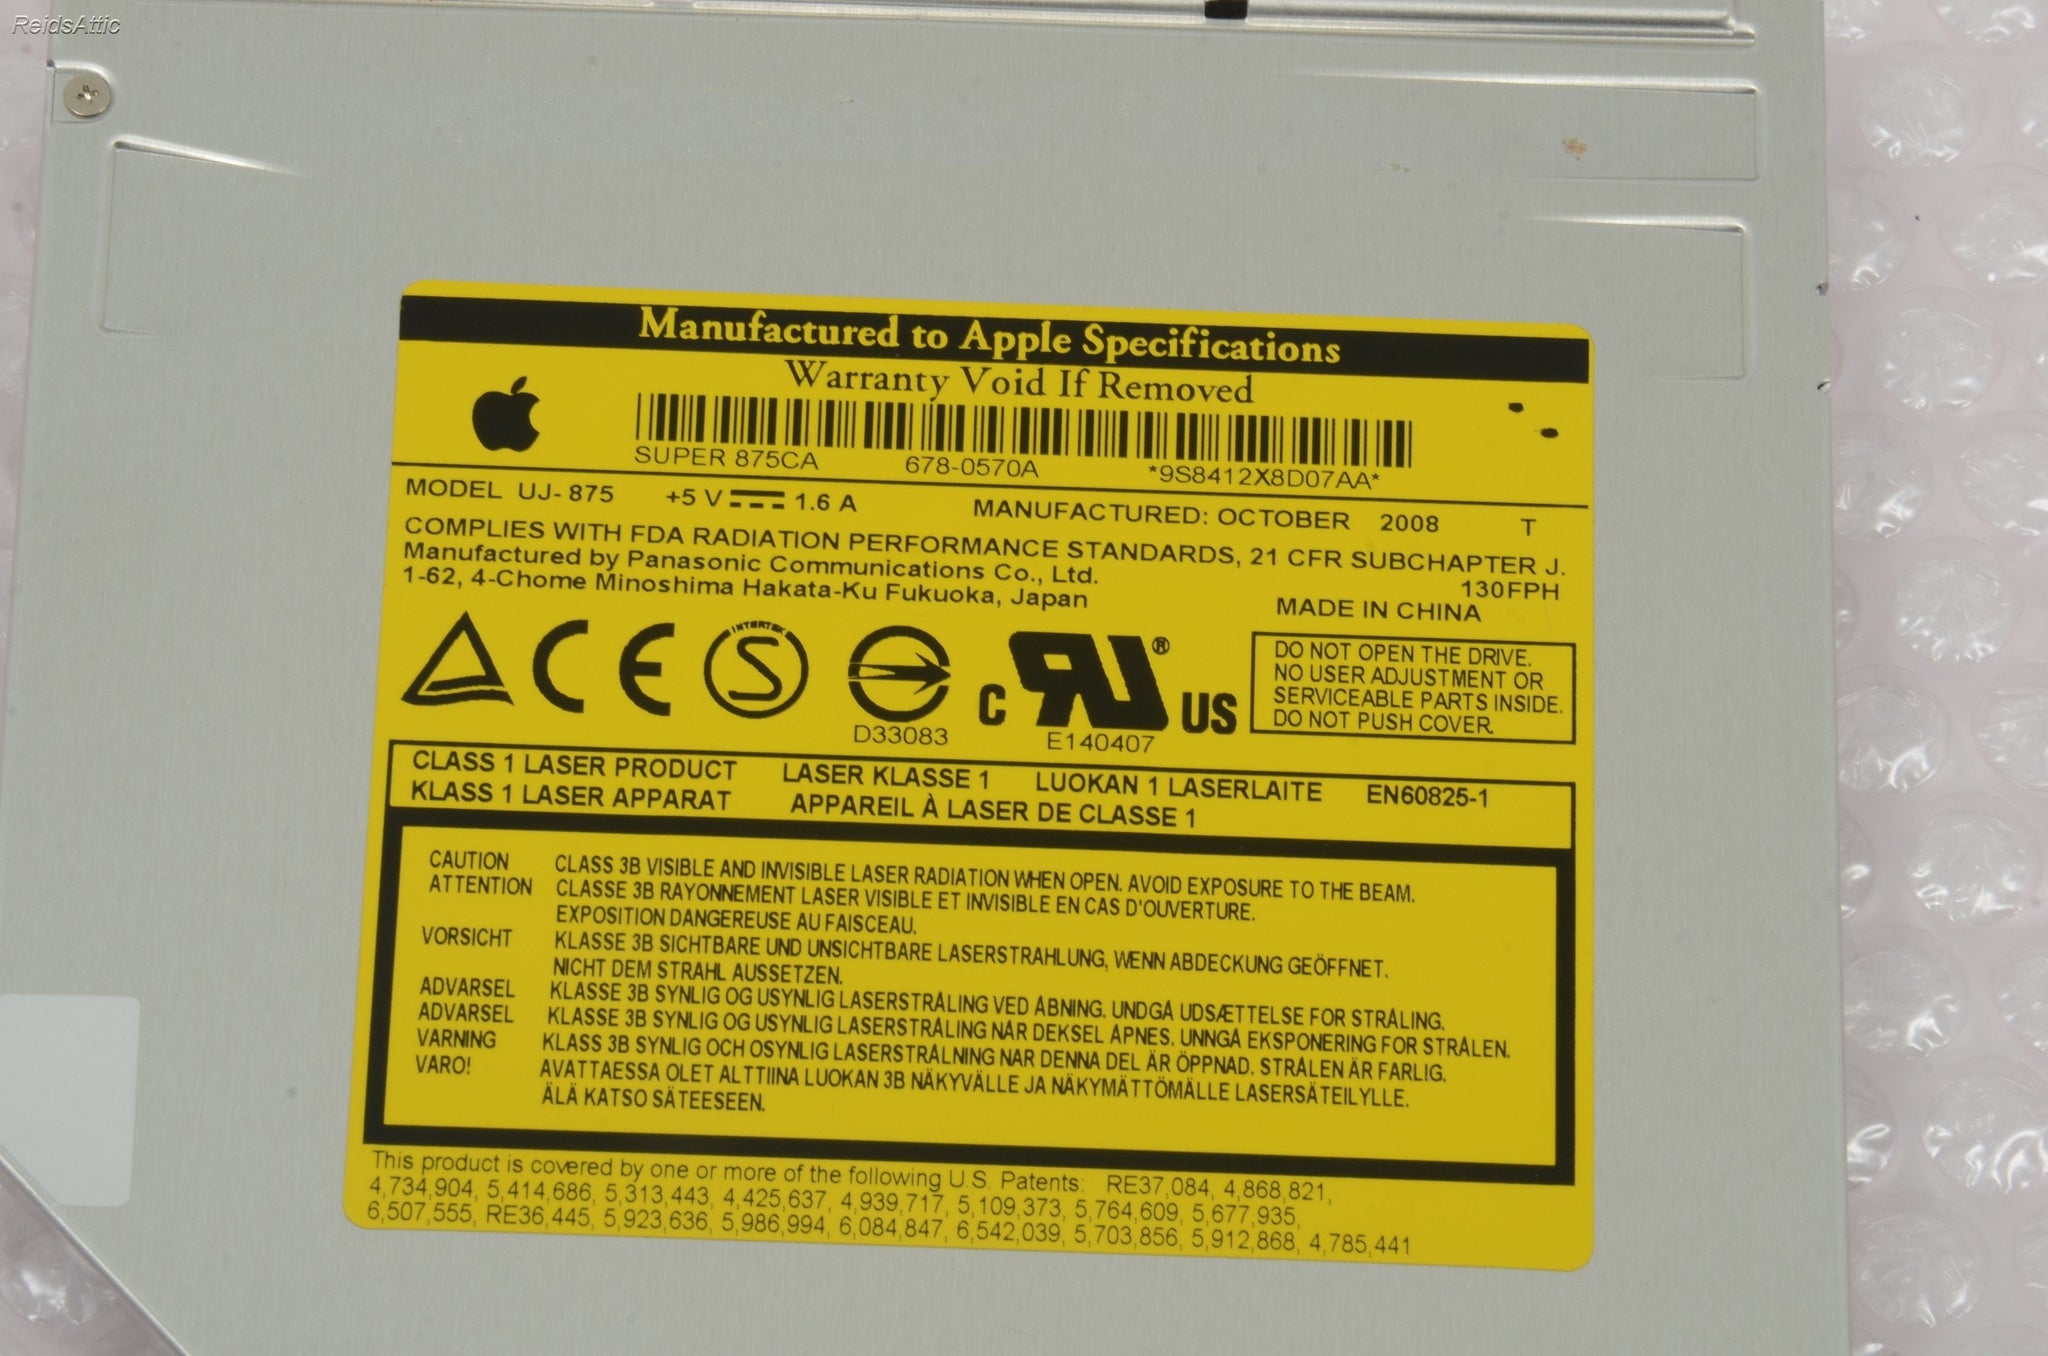 ReidsAttic
Manufactured to Apple Specifications
Warranty Void If Removed
SUPER 875CA 678-0570A *9S8412X8D07AA*
MODEL UJ-875 +5 V 1.6 A MANUFACTURED: OCTOBER 2008 T
COMPLIES WITH FDA RADIATION PERFORMANCE STANDARDS, 21 CFR SUBCHAPTER J.
Manufactured by Panasonic Communications Co., Ltd. 130FPH
1-62, 4-Chome Minoshima Hakata-Ku Fukuoka, Japan MADE IN CHINA
CE
INTERTEK
S
D33083
C RU ® US
E140407
DO NOT OPEN THE DRIVE.
NO USER ADJUSTMENT OR
SERVICEABLE PARTS INSIDE.
DO NOT PUSH COVER.
CLASS 1 LASER PRODUCT LASER KLASSE 1 LUOKAN 1 LASERLAITE EN60825-1
KLASS 1 LASER APPARAT APPAREIL À LASER DE CLASSE 1
CAUTION CLASS 3B VISIBLE AND INVISIBLE LASER RADIATION WHEN OPEN. AVOID EXPOSURE TO THE BEAM.
ATTENTION CLASSE 3B RAYONNEMENT LASER VISIBLE ET INVISIBLE EN CAS D'OUVERTURE.
EXPOSITION DANGEREUSE AU FAISCEAU.
VORSICHT KLASSE 3B SICHTBARE UND UNSICHTBARE LASERSTRAHLUNG, WENN ABDECKUNG GEÖFFNET.
NICHT DEM STRAHL AUSSETZEN.
ADVARSEL KLASSE 3B SYNLIG OG USYNLIG LASERSTRÅLING VED ÅBNING. UNDGÅ UDSÆTTELSE FOR STRÅLING.
ADVARSEL KLASSE 3B SYNLIG OG USYNLIG LASERSTRÅLING NÅR DEKSEL ÅPNES. UNNGÅ EKSPONERING FOR STRÅLEN.
VARNING KLASS 3B SYNLIG OCH OSYNLIG LASERSTRÅLNING NÄR DENNA DEL ÄR ÖPPNAD. STRÅLEN ÄR FARLIG.
VARO! AVATTAESSA OLET ALTTIINA LUOKAN 3B NÄKYVÄLLE JA NÄKYMÄTTÖMÄLLE LASERSÄTEILYLLE.
ÄLÄ KATSO SÄTEESEEN.
This product is covered by one or more of the following U.S. Patents: RE37,084, 4,868,821,
4,734,904, 5,414,686, 5,313,443, 4,425,637, 4,939,717, 5,109,373, 5,764,609, 5,677,935,
6,507,555, RE36,445, 5,923,636, 5,986,994, 6,084,847, 6,542,039, 5,703,856, 5,912,868, 4,785,441